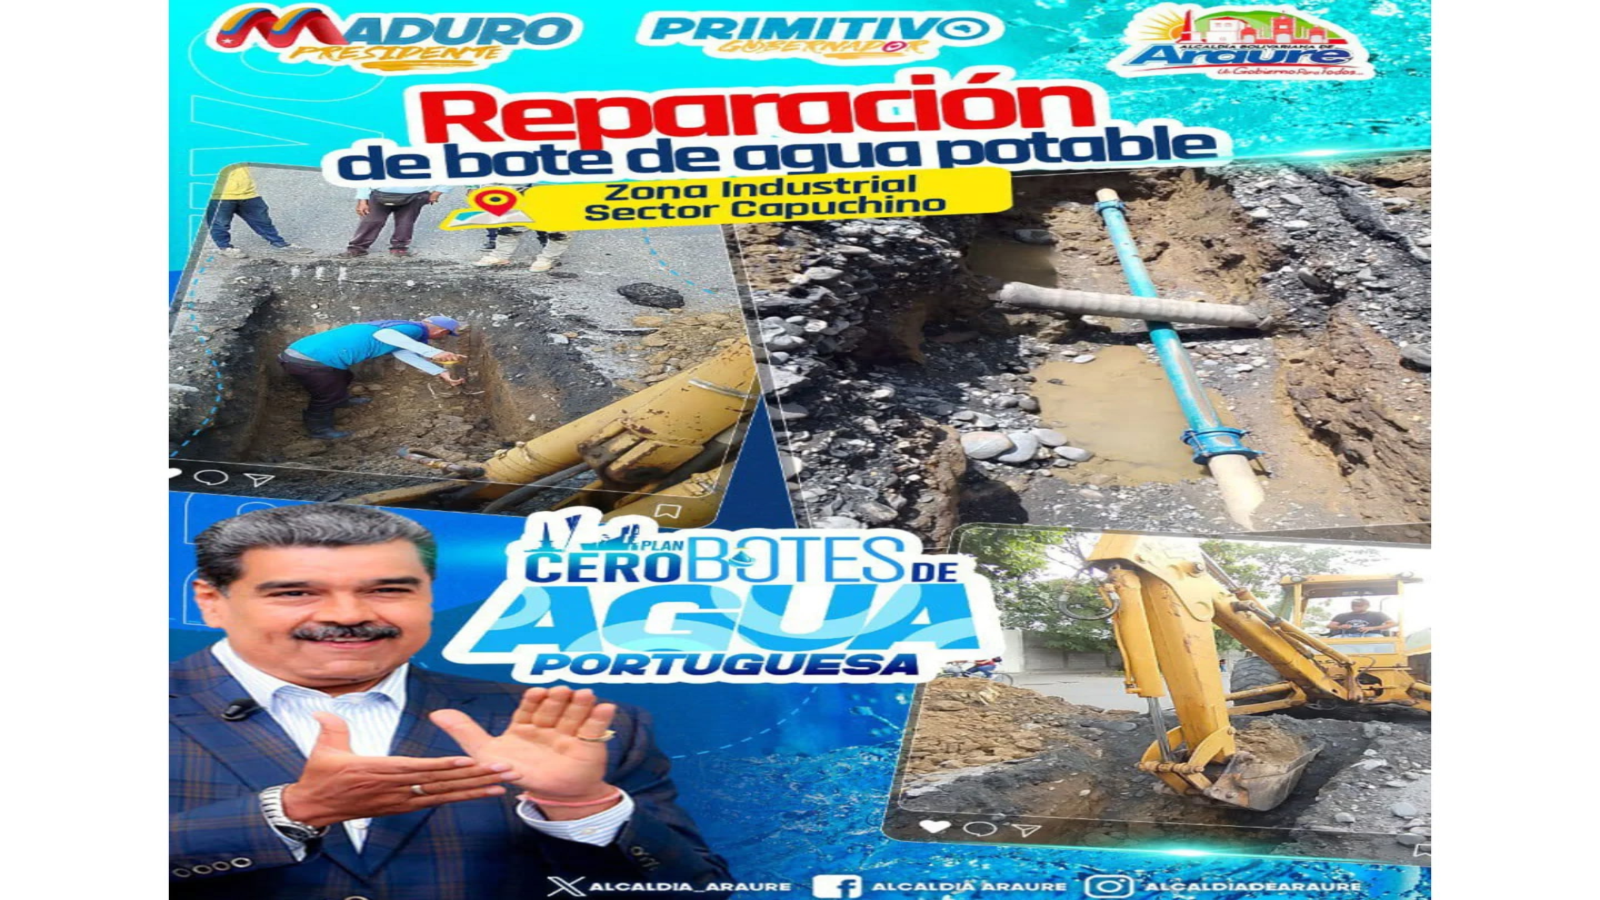 MADURO
PRESIDENTE
PRIMITIVO
GOBERNADOR
ALCALDIA BOLIVARIANA DE
Araure
Un Gobierno Para Todos...
Reparación
de bote de agua potable
Zona Industrial
Sector Capuchino
PLAN
CERO BOTES DE
AGUA
PORTUGUESA
ALCALDIA_ARAURE
ALCALDIA ARAURE
ALCALDIADEARAURE